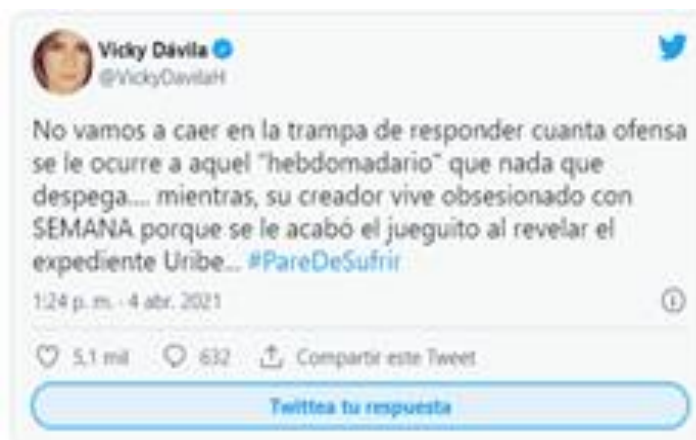 Vicky Dávila
@VickyDavilaH
No vamos a caer en la trampa de responder cuanta ofensa
se le ocurre a aquel "hebdomadario" que nada que
despega.... mientras, su creador vive obsesionado con
SEMANA porque se le acabó el jueguito al revelar el
expediente Uribe... #PareDeSufrir
1:24 p. m. · 4 abr. 2021
5,1 mil 632 Compartir este Tweet
Twittea tu respuesta